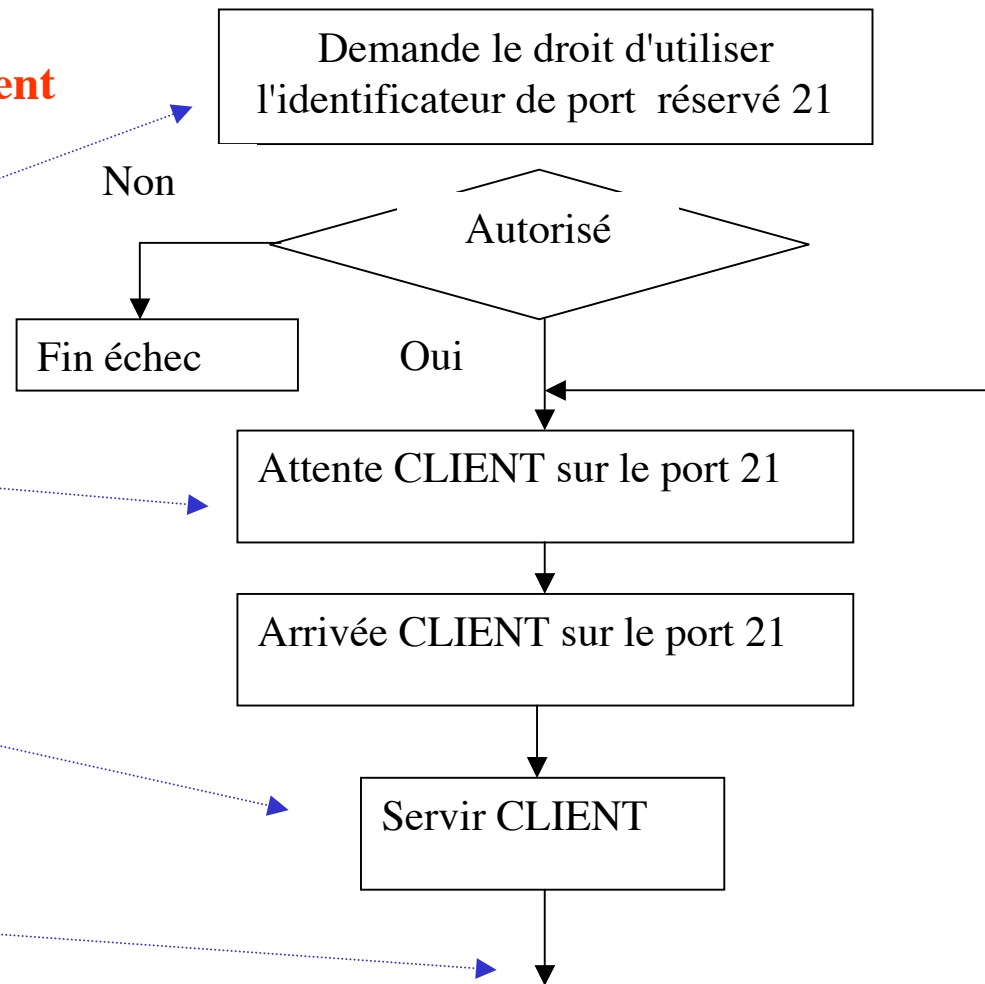 Demande le droit d'utiliser
l'identificateur de port réservé 21
Non
Autorisé
Fin échec
Oui
Attente CLIENT sur le port 21
Arrivée CLIENT sur le port 21
Servir CLIENT